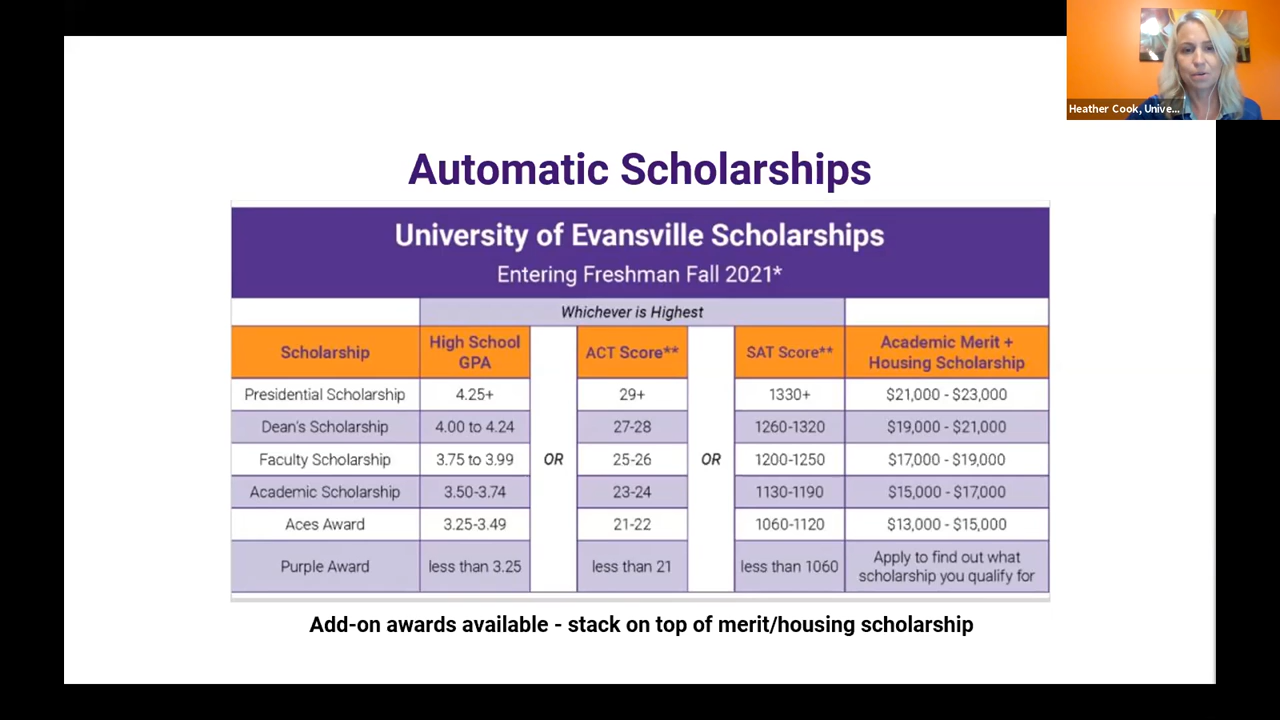 Heather Cook, Unive...
Automatic Scholarships
University of Evansville Scholarships
Entering Freshman Fall 2021*
Whichever is Highest
Scholarship High School GPA ACT Score** SAT Score** Academic Merit + Housing Scholarship
Presidential Scholarship 4.25+ 29+ 1330+ $21,000 - $23,000
Dean's Scholarship 4.00 to 4.24 27-28 1260-1320 $19,000 - $21,000
Faculty Scholarship 3.75 to 3.99 OR 25-26 OR 1200-1250 $17,000 - $19,000
Academic Scholarship 3.50-3.74 23-24 1130-1190 $15,000 - $17,000
Aces Award 3.25-3.49 21-22 1060-1120 $13,000 - $15,000
Purple Award less than 3.25 less than 21 less than 1060 Apply to find out what scholarship you qualify for
Add-on awards available - stack on top of merit/housing scholarship